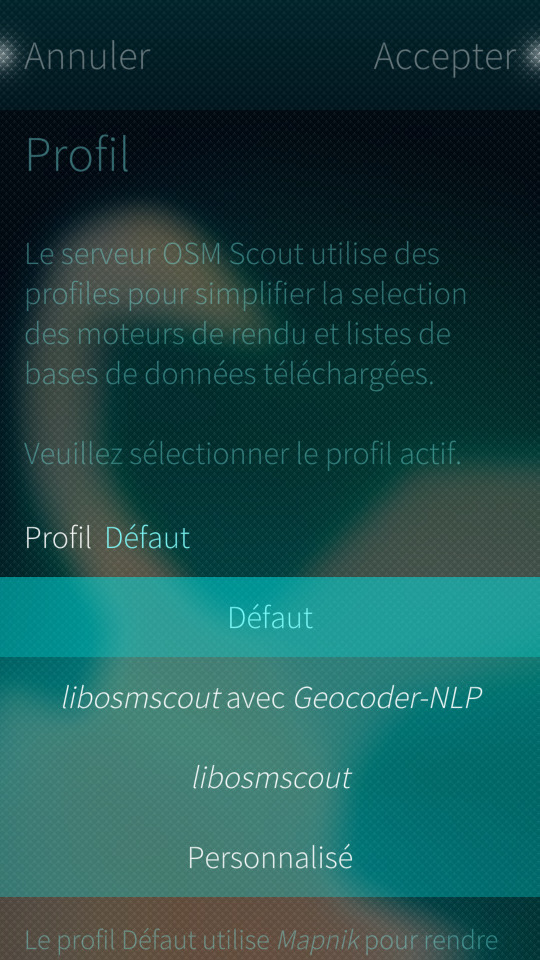 Annuler
Accepter
Profil
Le serveur OSM Scout utilise des
profiles pour simplifier la selection
des moteurs de rendu et listes de
bases de données téléchargées.
Veuillez sélectionner le profil actif.
Profil Défaut
Défaut
libosmscout avec Geocoder-NLP
libosmscout
Personnalisé
Le profil Défaut utilise Mapnik pour rendre